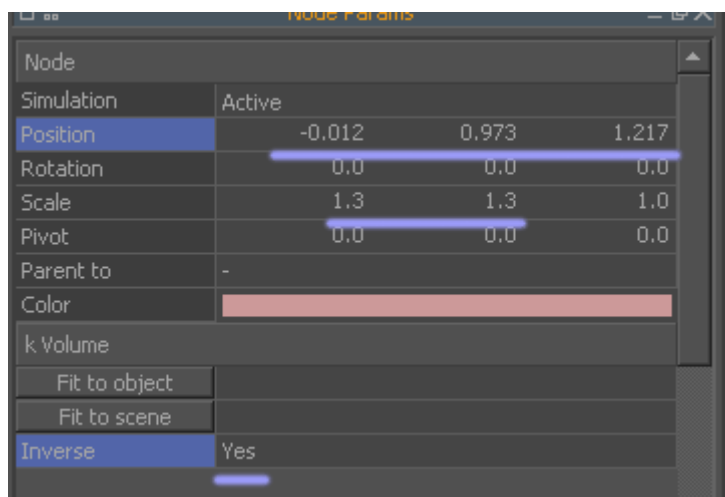 Node Params
Node
Simulation Active
Position -0.012 0.973 1.217
Rotation 0.0 0.0 0.0
Scale 1.3 1.3 1.0
Pivot 0.0 0.0 0.0
Parent to -
Color
k Volume
Fit to object
Fit to scene
Inverse Yes